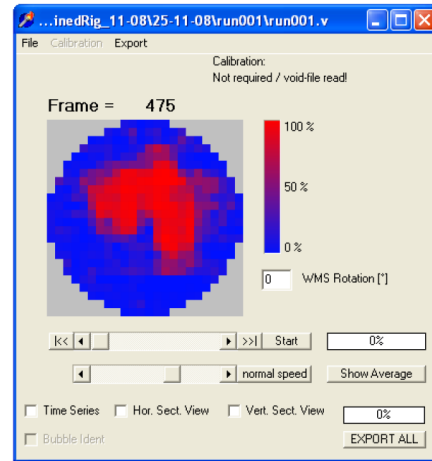 ...inedRig_11-08\25-11-08\run001\run001.v
File Calibration Export
Calibration:
Not required / void-file read!
Frame = 475
100 %
50 %
0 %
0 WMS Rotation [°]
|<< >>| Start 0%
normal speed Show Average
Time Series Hor. Sect. View Vert. Sect. View 0%
Bubble Ident EXPORT ALL